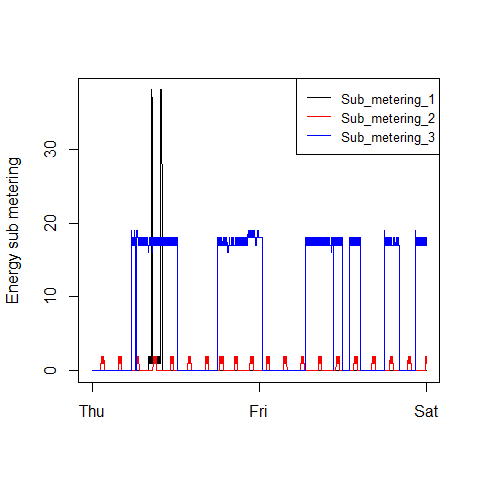 Sub_metering_1
Sub_metering_2
Sub_metering_3
Energy sub metering
30
20
10
0
Thu
Fri
Sat